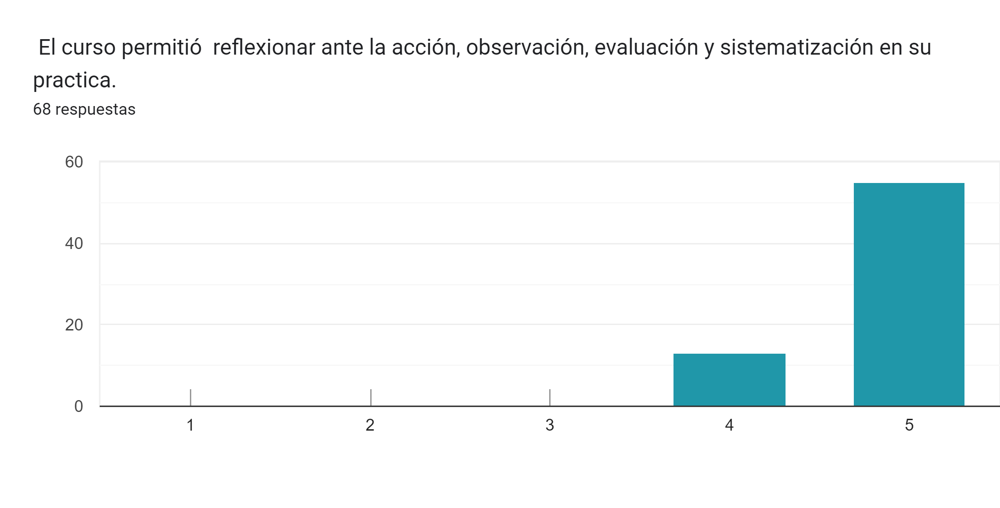 El curso permitió  reflexionar ante la acción, observación, evaluación y sistematización en su
practica.
68 respuestas
60
40
20
0
1 2 3 4 5